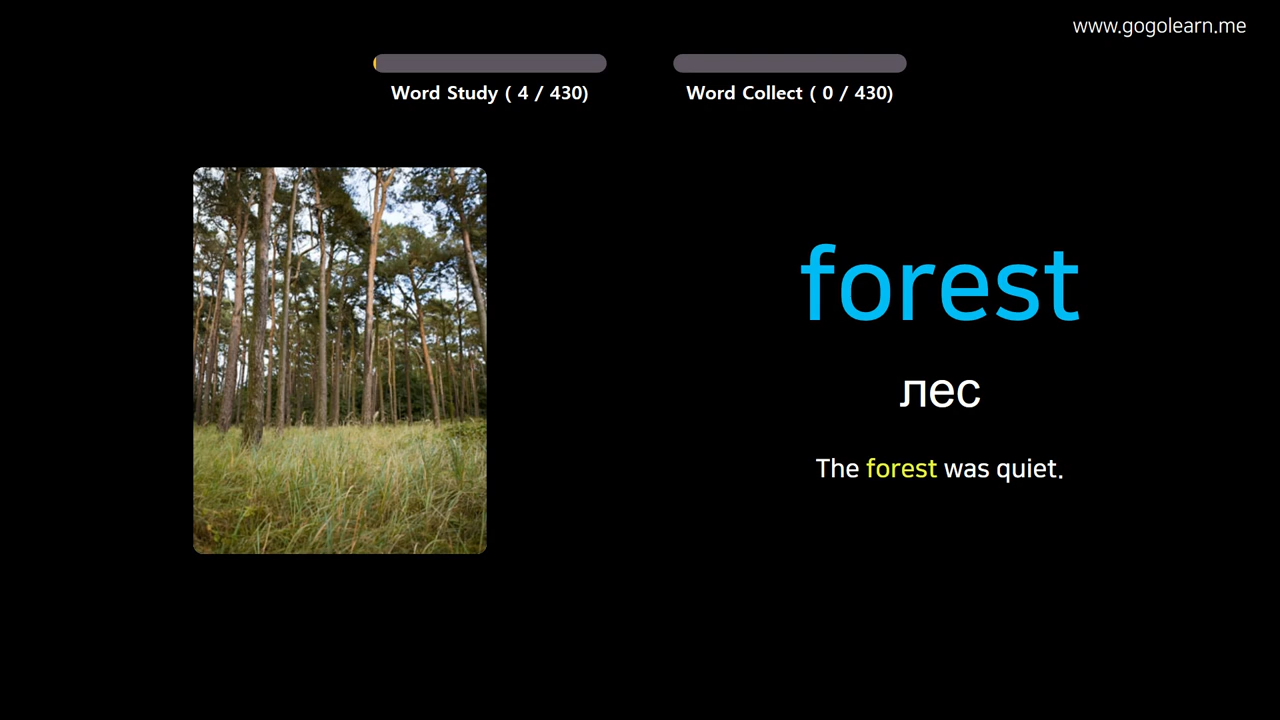 www.gogolearn.me
Word Study ( 4 / 430)
Word Collect ( 0 / 430)
forest
лес
The forest was quiet.